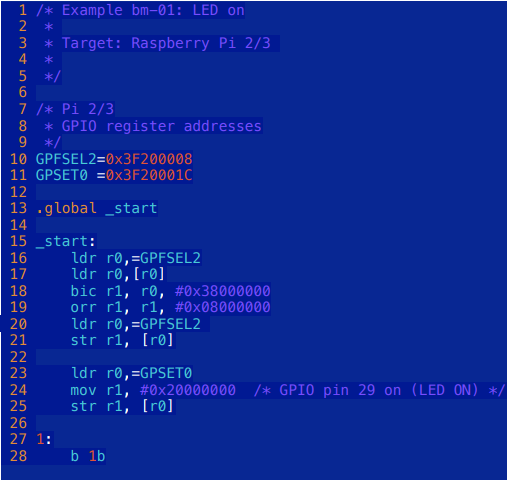 1 /* Example bm-01: LED on
2  *
3  * Target: Raspberry Pi 2/3
4  *
5  */
6
7 /* Pi 2/3
8  * GPIO register addresses
9  */
10 GPFSEL2=0x3F200008
11 GPSET0 =0x3F20001C
12
13 .global _start
14
15 _start:
16     ldr r0,=GPFSEL2
17     ldr r0,[r0]
18     bic r1, r0, #0x38000000
19     orr r1, r1, #0x08000000
20     ldr r0,=GPFSEL2
21     str r1, [r0]
22
23     ldr r0,=GPSET0
24     mov r1, #0x20000000  /* GPIO pin 29 on (LED ON) */
25     str r1, [r0]
26
27 1:
28     b 1b